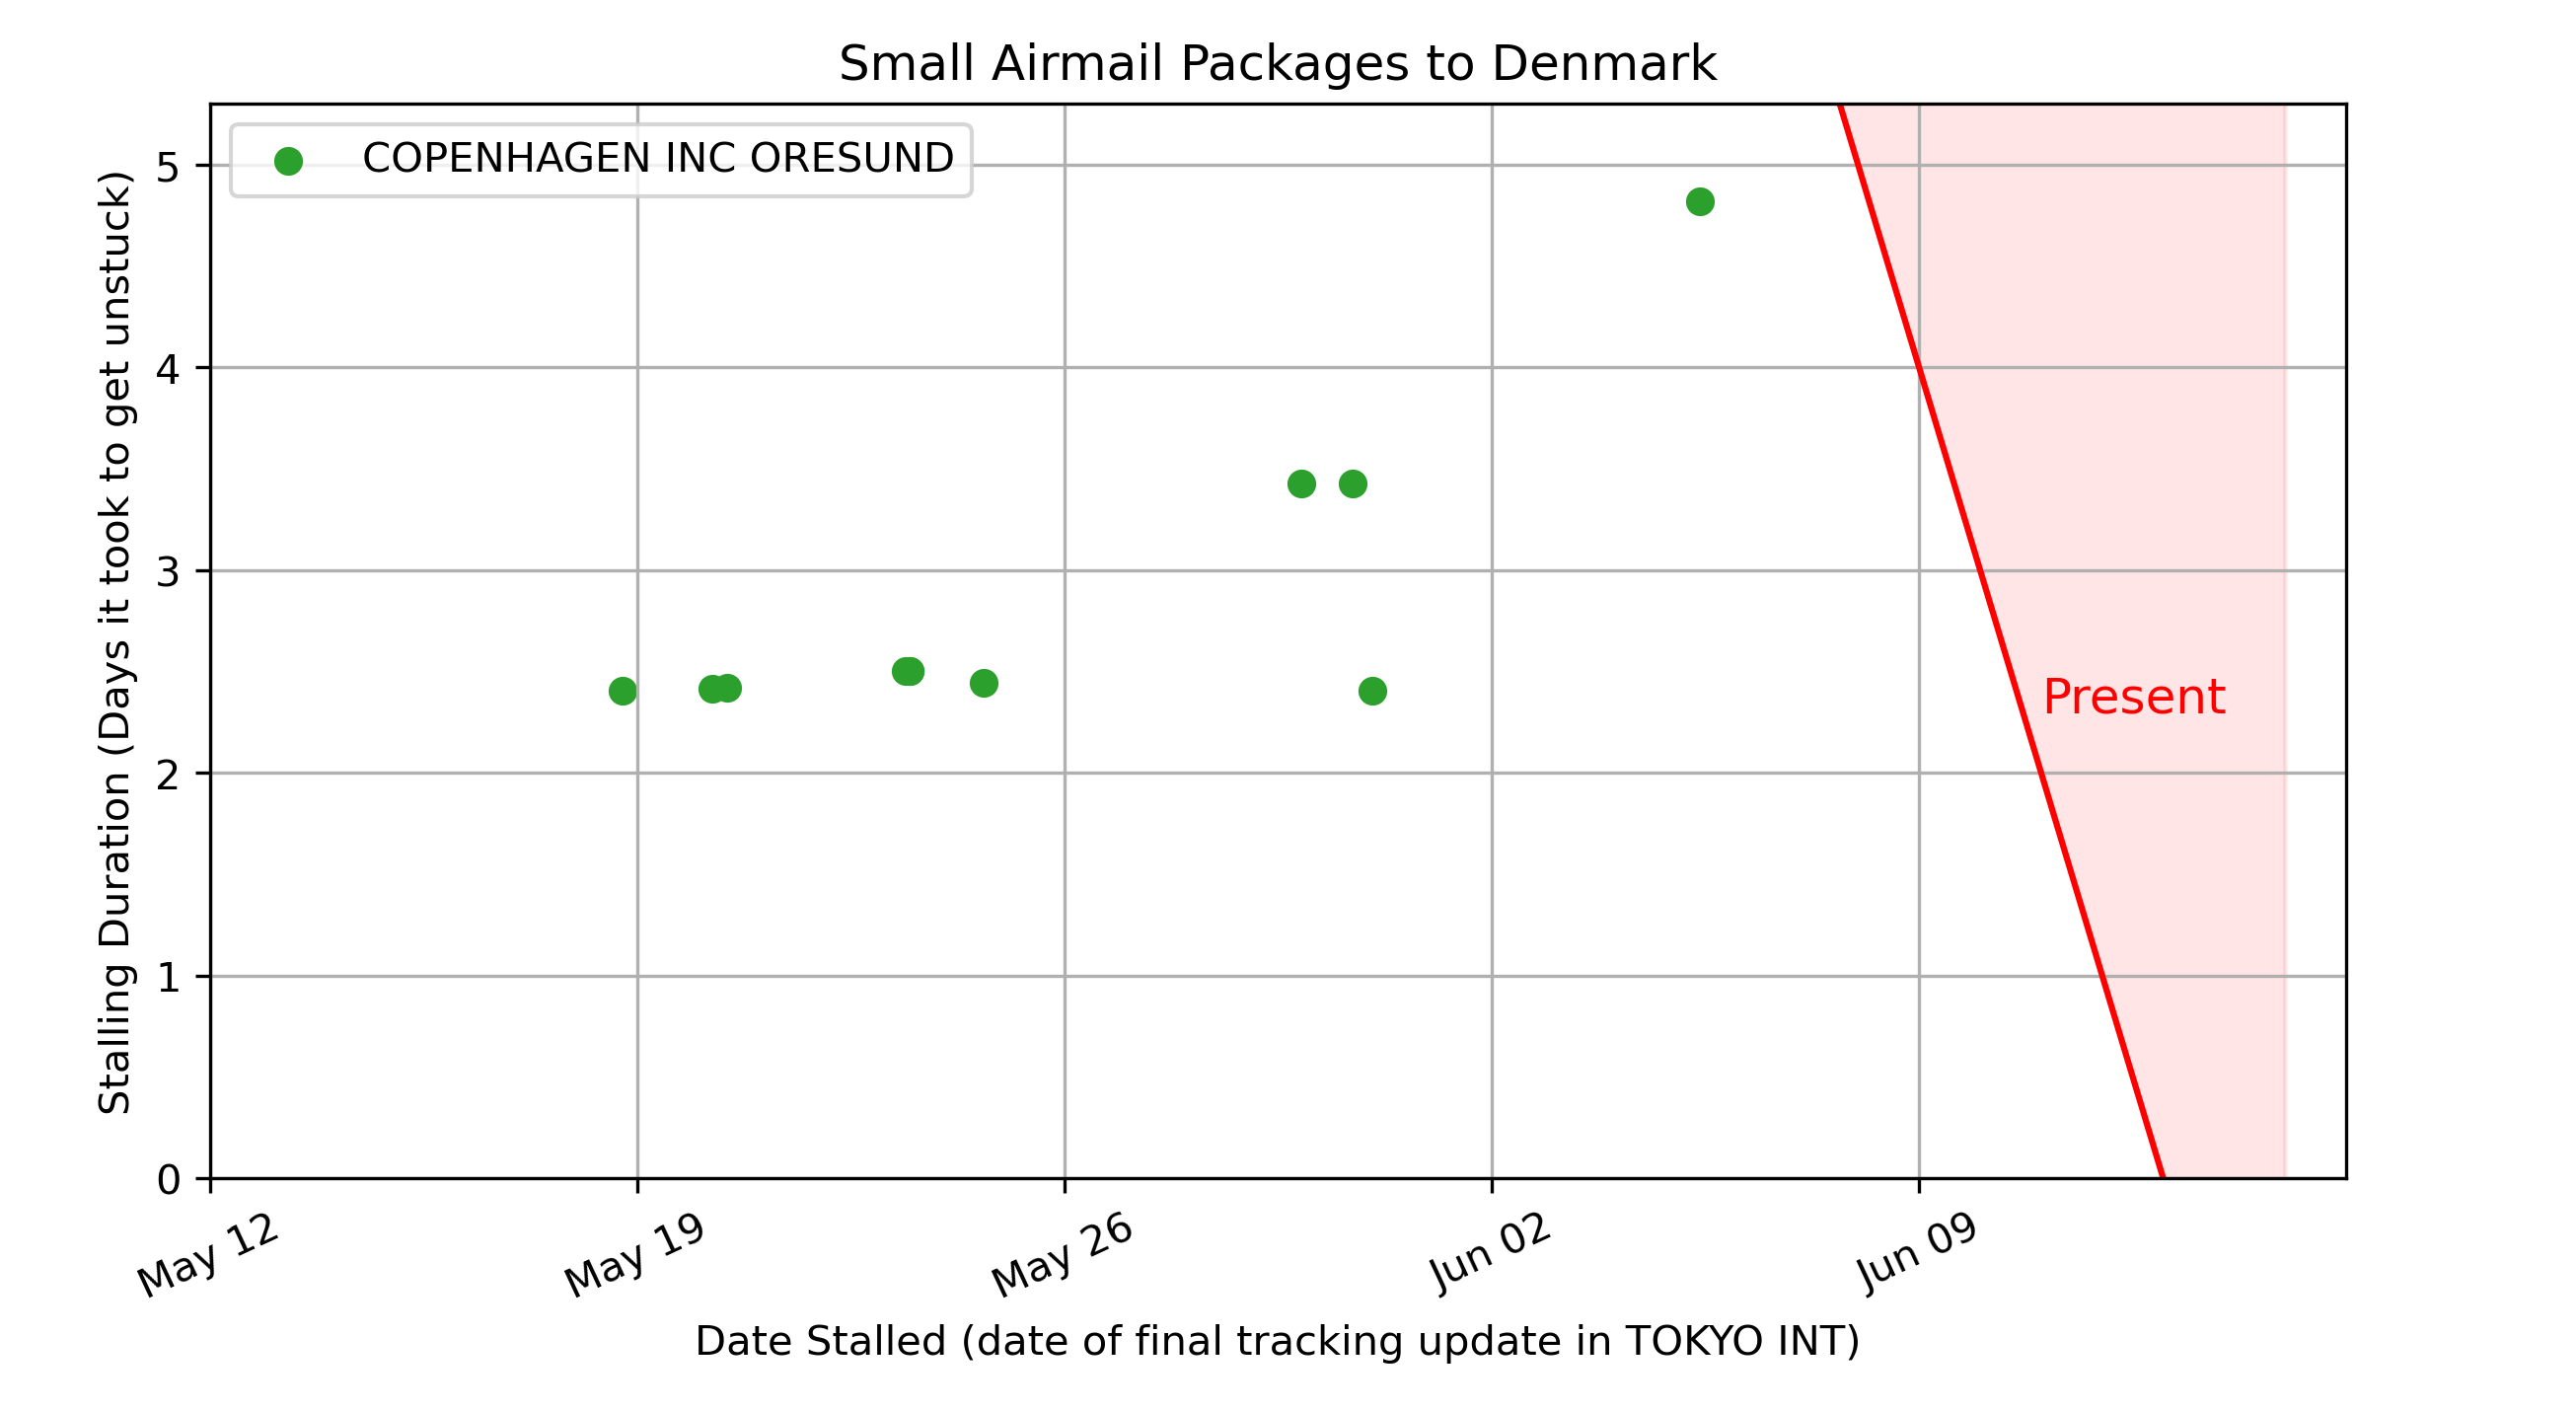 Small Airmail Packages to Denmark
COPENHAGEN INC ORESUND
Stalling Duration (Days it took to get unstuck)
5
4
3
2
1
0
Present
May 12
May 19
May 26
Jun 02
Jun 09
Date Stalled (date of final tracking update in TOKYO INT)